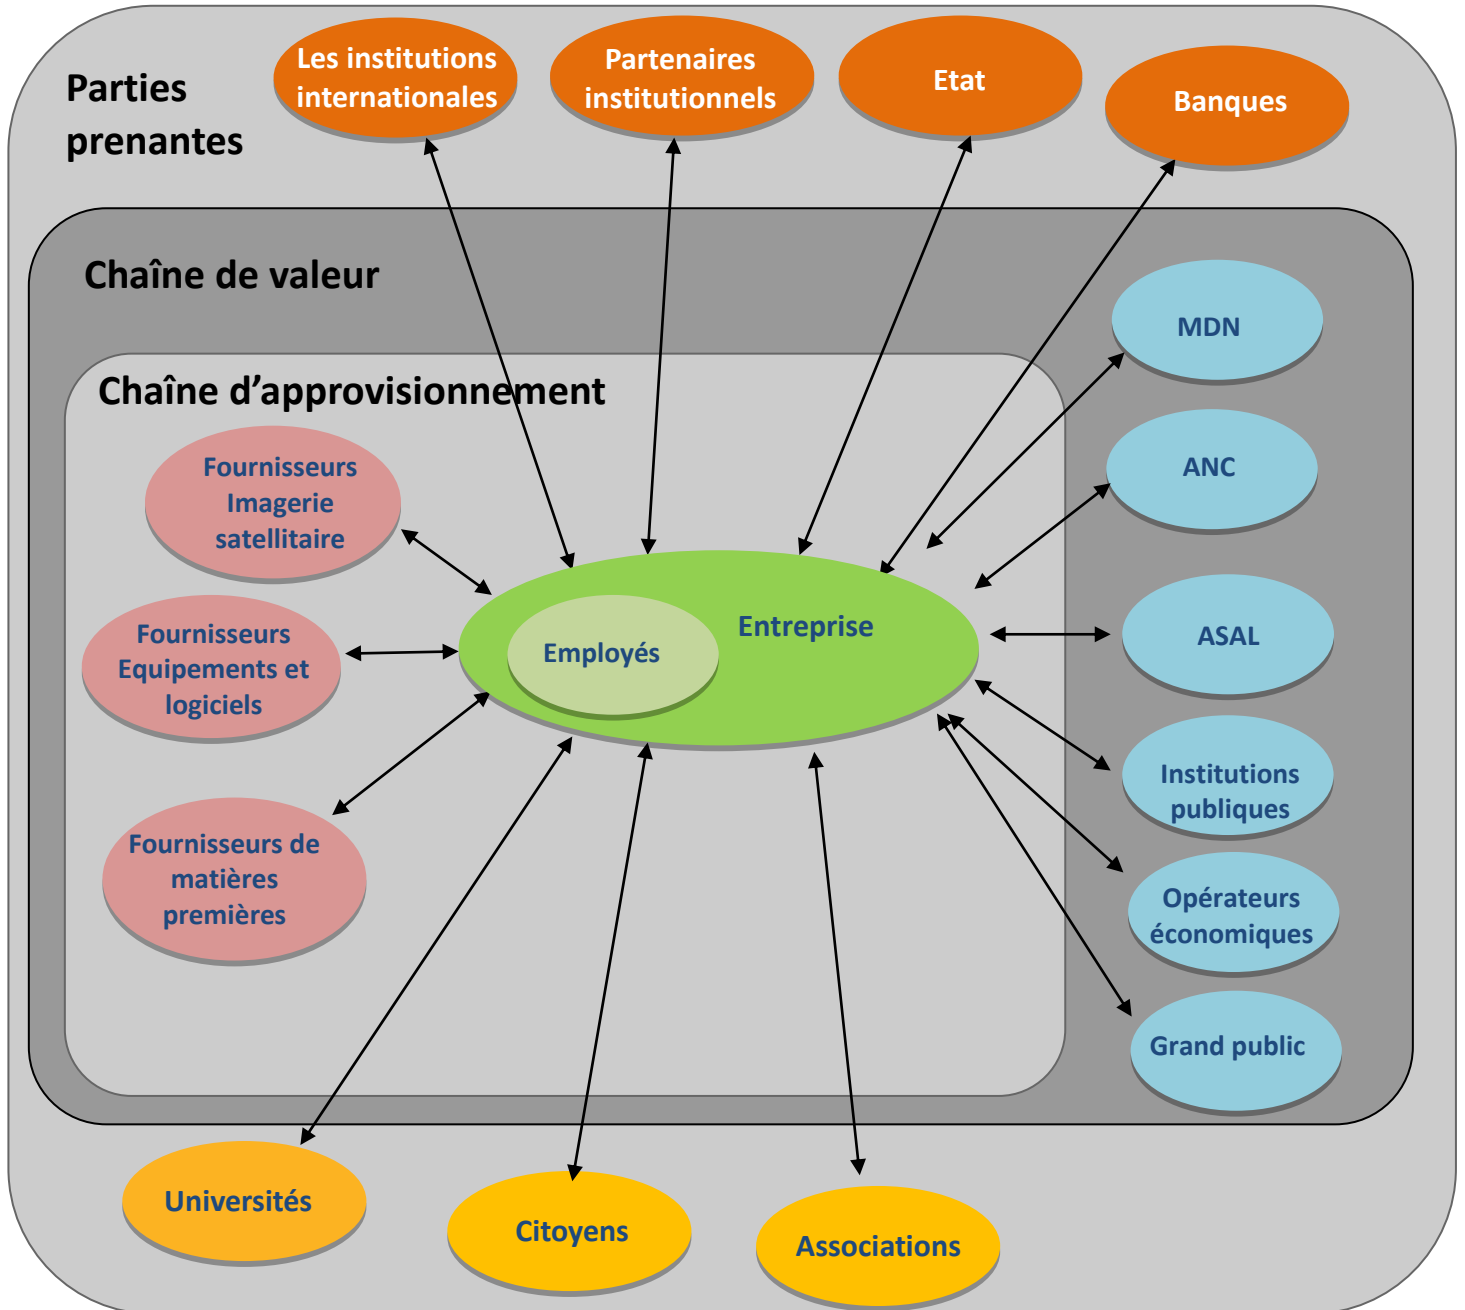 Les institutions
internationales
Partenaires
institutionnels
Etat
Banques
Parties
prenantes
Chaîne de valeur
MDN
Chaîne d’approvisionnement
Fournisseurs
Imagerie
satellitaire
ANC
Fournisseurs
Equipements et
logiciels
Employés
Entreprise
ASAL
Institutions
publiques
Fournisseurs de
matières
premières
Opérateurs
économiques
Grand public
Universités
Citoyens
Associations